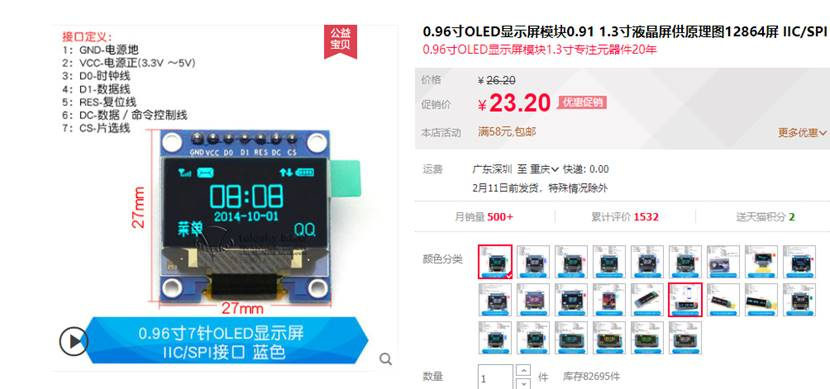 接口定义:
1: GND-电源地
2: VCC-电源正(3.3V ～5V)
3: D0-时钟线
4: D1-数据线
5: RES-复位线
6: DC-数据 / 命令控制线
7: CS-片选线
公益
宝贝
GND VCC D0 D1 RES DC CS
08:08
2014-10-01
菜单 QQ
27mm
27mm
0.96寸7针OLED显示屏
IIC/SPI接口 蓝色
0.96寸OLED显示屏模块0.91 1.3寸液晶屏供原理图12864屏 IIC/SPI
0.96寸OLED显示屏模块1.3寸专注元器件20年
价格 ¥ 26.20
促销价 ¥ 23.20 优惠促销
本店活动 满58元,包邮 更多优惠
运费 广东深圳 至 重庆 快递: 0.00
2月11日前发货，特殊情况除外
月销量 500+ 累计评价 1532 送天猫积分 2
颜色分类
数量 1 件 库存82695件